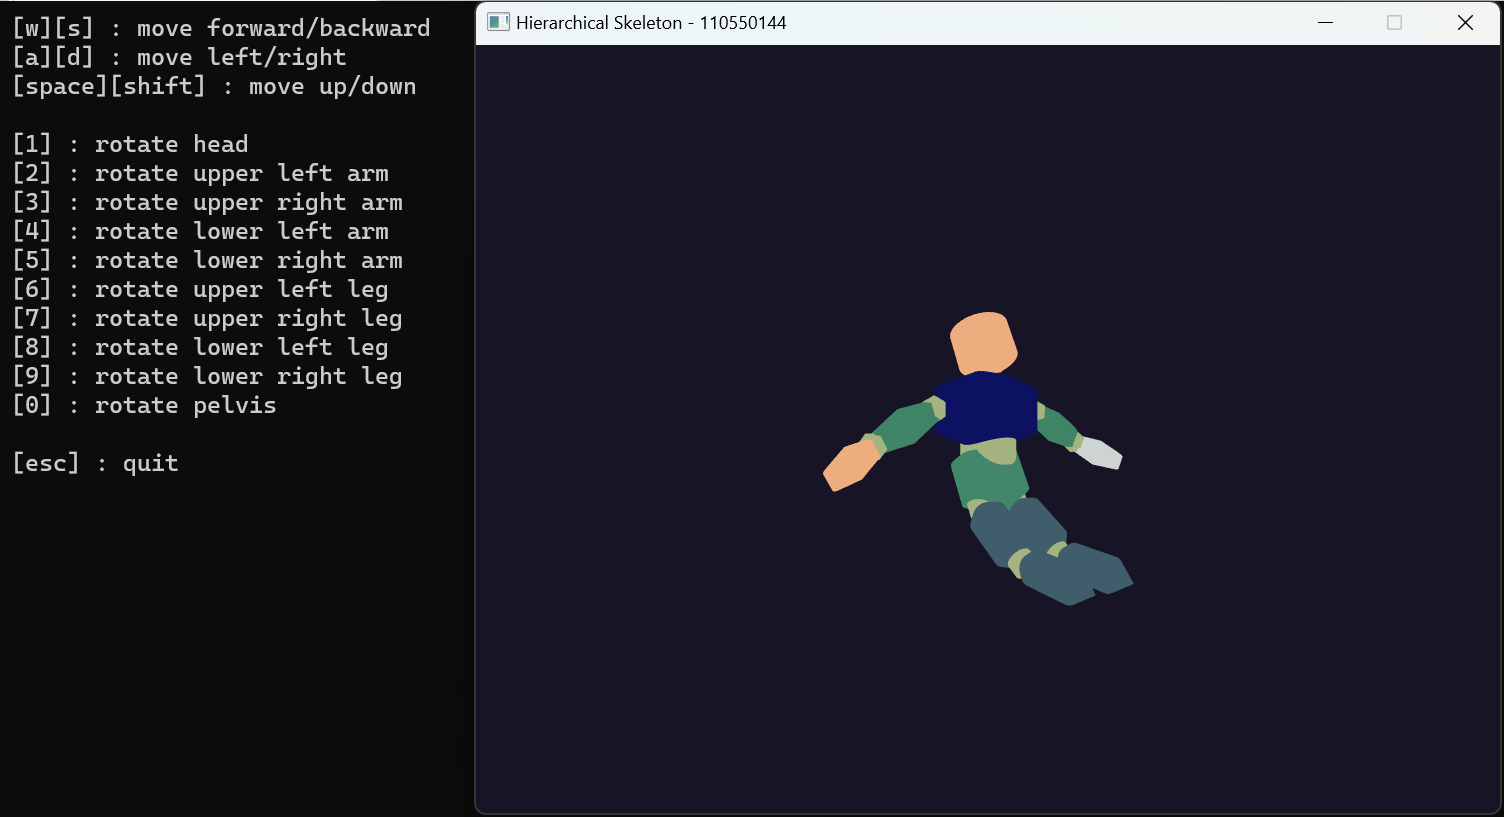 [w][s] : move forward/backward
[a][d] : move left/right
[space][shift] : move up/down
[1] : rotate head
[2] : rotate upper left arm
[3] : rotate upper right arm
[4] : rotate lower left arm
[5] : rotate lower right arm
[6] : rotate upper left leg
[7] : rotate upper right leg
[8] : rotate lower left leg
[9] : rotate lower right leg
[0] : rotate pelvis
[esc] : quit
Hierarchical Skeleton - 110550144